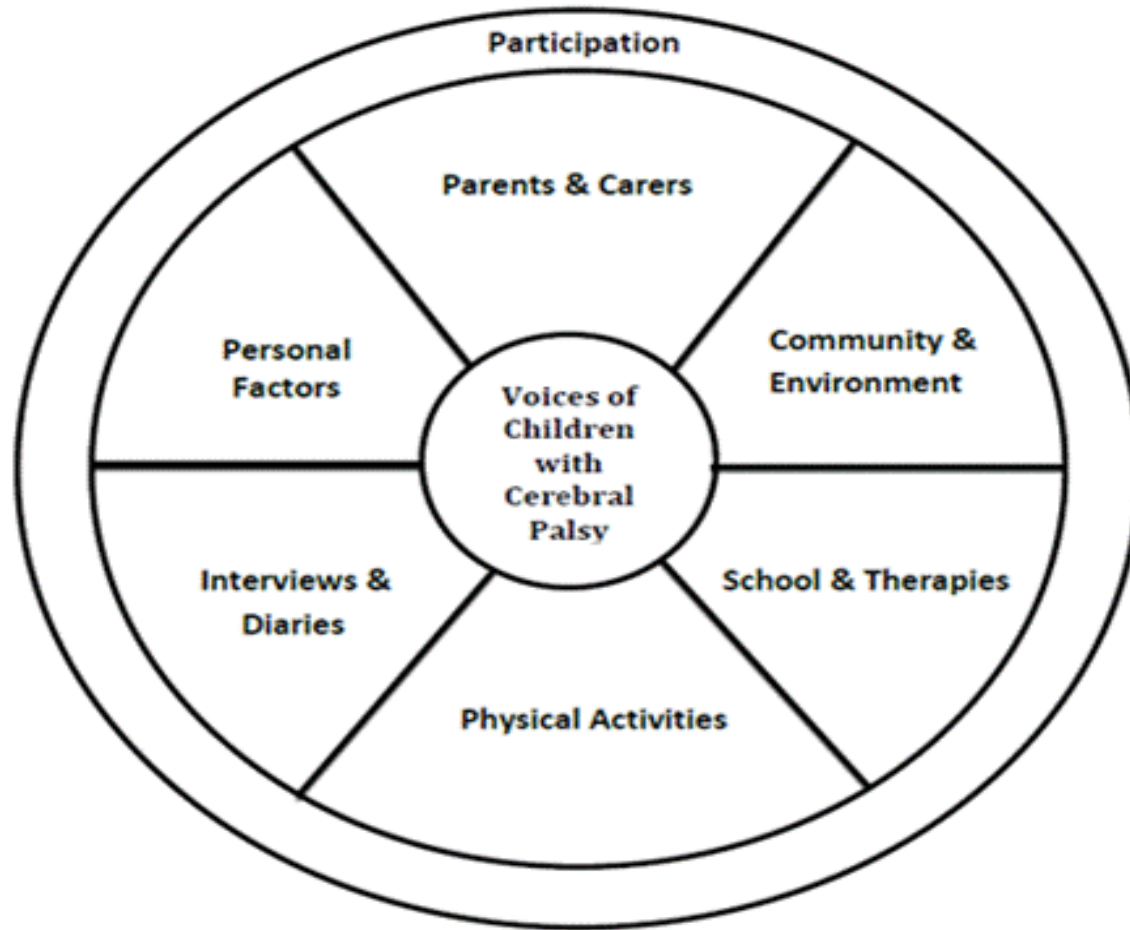 Participation
Parents & Carers
Personal
Factors
Community &
Environment
Voices of
Children
with
Cerebral
Palsy
Interviews &
Diaries
School & Therapies
Physical Activities